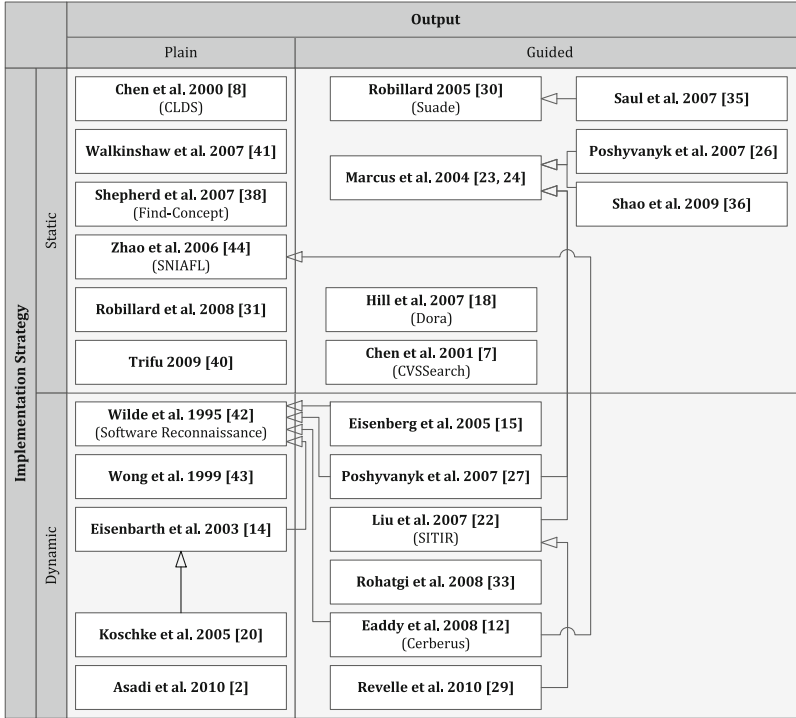 Output
Plain
Guided
Implementation Strategy
Static
Chen et al. 2000 [8]
(CLDS)
Robillard 2005 [30]
(Suade)
Saul et al. 2007 [35]
Walkinshaw et al. 2007 [41]
Marcus et al. 2004 [23, 24]
Poshyvanyk et al. 2007 [26]
Shepherd et al. 2007 [38]
(Find-Concept)
Shao et al. 2009 [36]
Zhao et al. 2006 [44]
(SNIAFL)
Robillard et al. 2008 [31]
Hill et al. 2007 [18]
(Dora)
Trifu 2009 [40]
Chen et al. 2001 [7]
(CVSSearch)
Dynamic
Wilde et al. 1995 [42]
(Software Reconnaissance)
Eisenberg et al. 2005 [15]
Wong et al. 1999 [43]
Poshyvanyk et al. 2007 [27]
Eisenbarth et al. 2003 [14]
Liu et al. 2007 [22]
(SITIR)
Rohatgi et al. 2008 [33]
Koschke et al. 2005 [20]
Eaddy et al. 2008 [12]
(Cerberus)
Asadi et al. 2010 [2]
Revelle et al. 2010 [29]